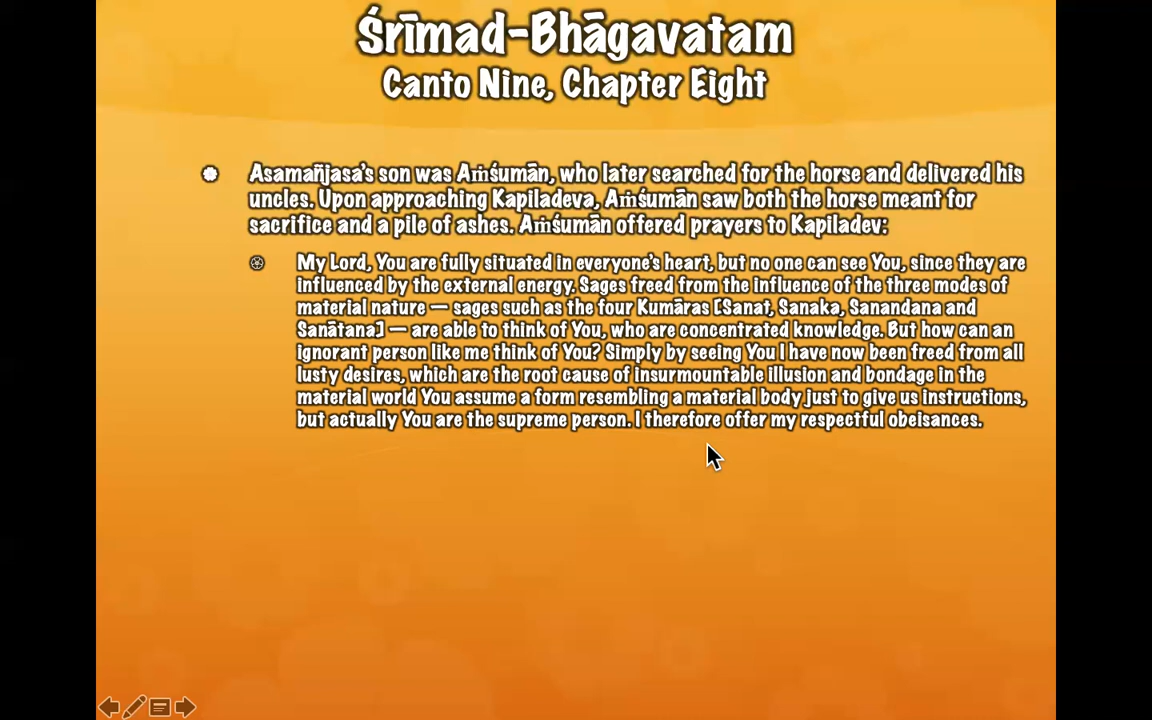 Śrīmad-Bhāgavatam
Canto Nine, Chapter Eight
Asamañjasa's son was Aṁśumān, who later searched for the horse and delivered his
uncles. Upon approaching Kapiladeva, Aṁśumān saw both the horse meant for
sacrifice and a pile of ashes. Aṁśumān offered prayers to Kapiladev:
My Lord, You are fully situated in everyone's heart, but no one can see You, since they are
influenced by the external energy. Sages freed from the influence of the three modes of
material nature — sages such as the four Kumāras [Sanat, Sanaka, Sanandana and
Sanātana] — are able to think of You, who are concentrated knowledge. But how can an
ignorant person like me think of You? Simply by seeing You I have now been freed from all
lusty desires, which are the root cause of insurmountable illusion and bondage in the
material world You assume a form resembling a material body just to give us instructions,
but actually You are the supreme person. I therefore offer my respectful obeisances.